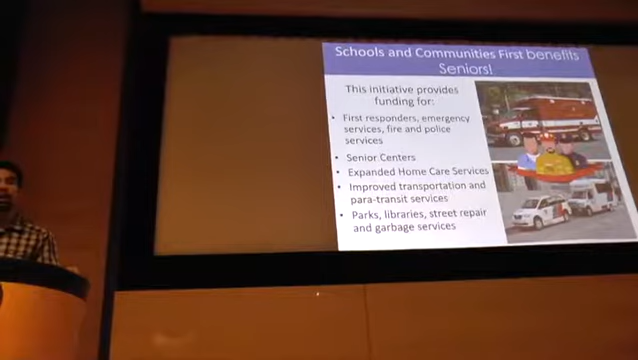 Schools and Communities First benefits
Seniors!
This initiative provides
funding for:
• First responders, emergency
services, fire and police
services
• Senior Centers
• Expanded Home Care Services
• Improved transportation and
para-transit services
• Parks, libraries, street repair
and garbage services